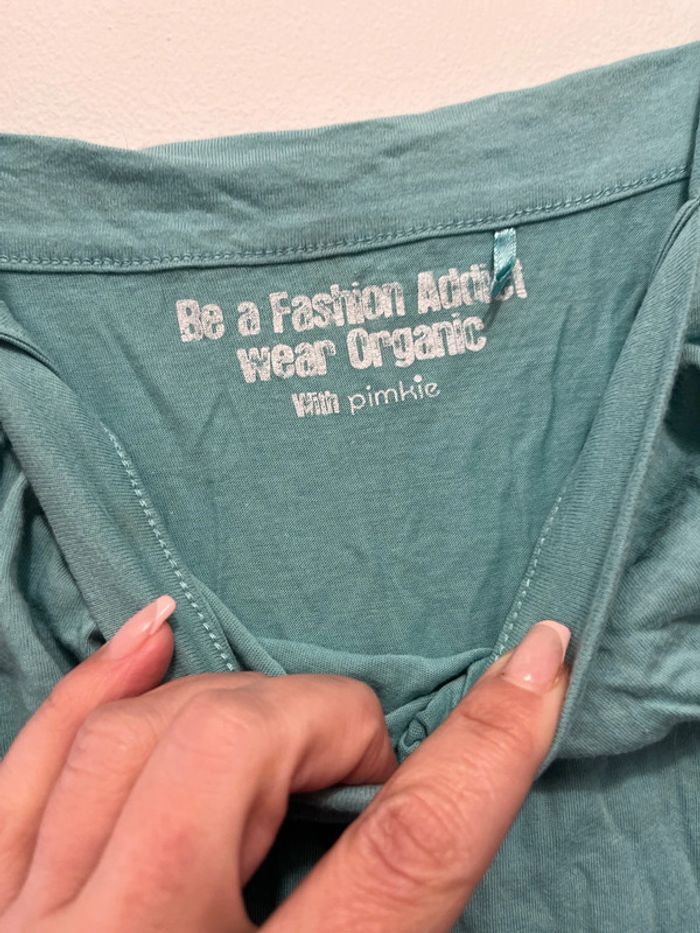 Be a Fashion Addict
wear Organic
With pimkie